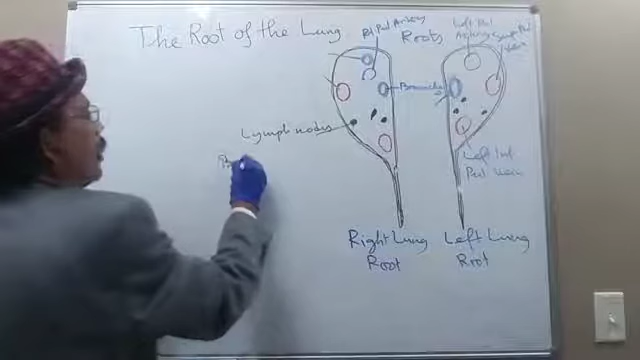 The Root of the Lung
Rt Pul Artery
Roots
Left Pul
Artery
Bronchi
Lymph nodes
Left Inf
Pul Vein
Right Lung
Root
Left Lung
Root